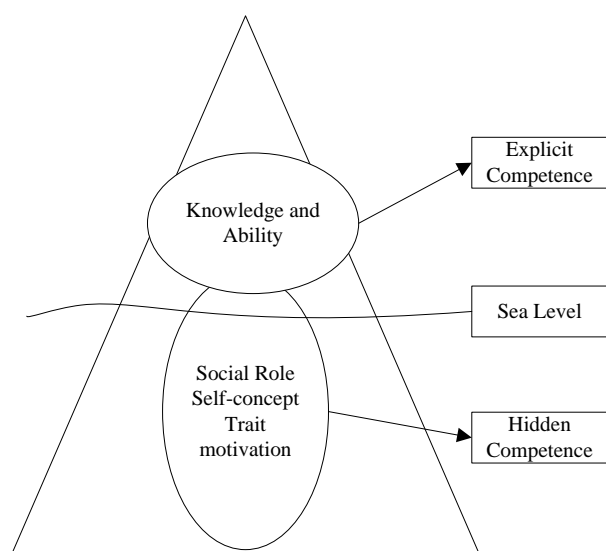 Explicit
Competence
Knowledge and
Ability
Sea Level
Social Role
Self-concept
Trait
motivation
Hidden
Competence